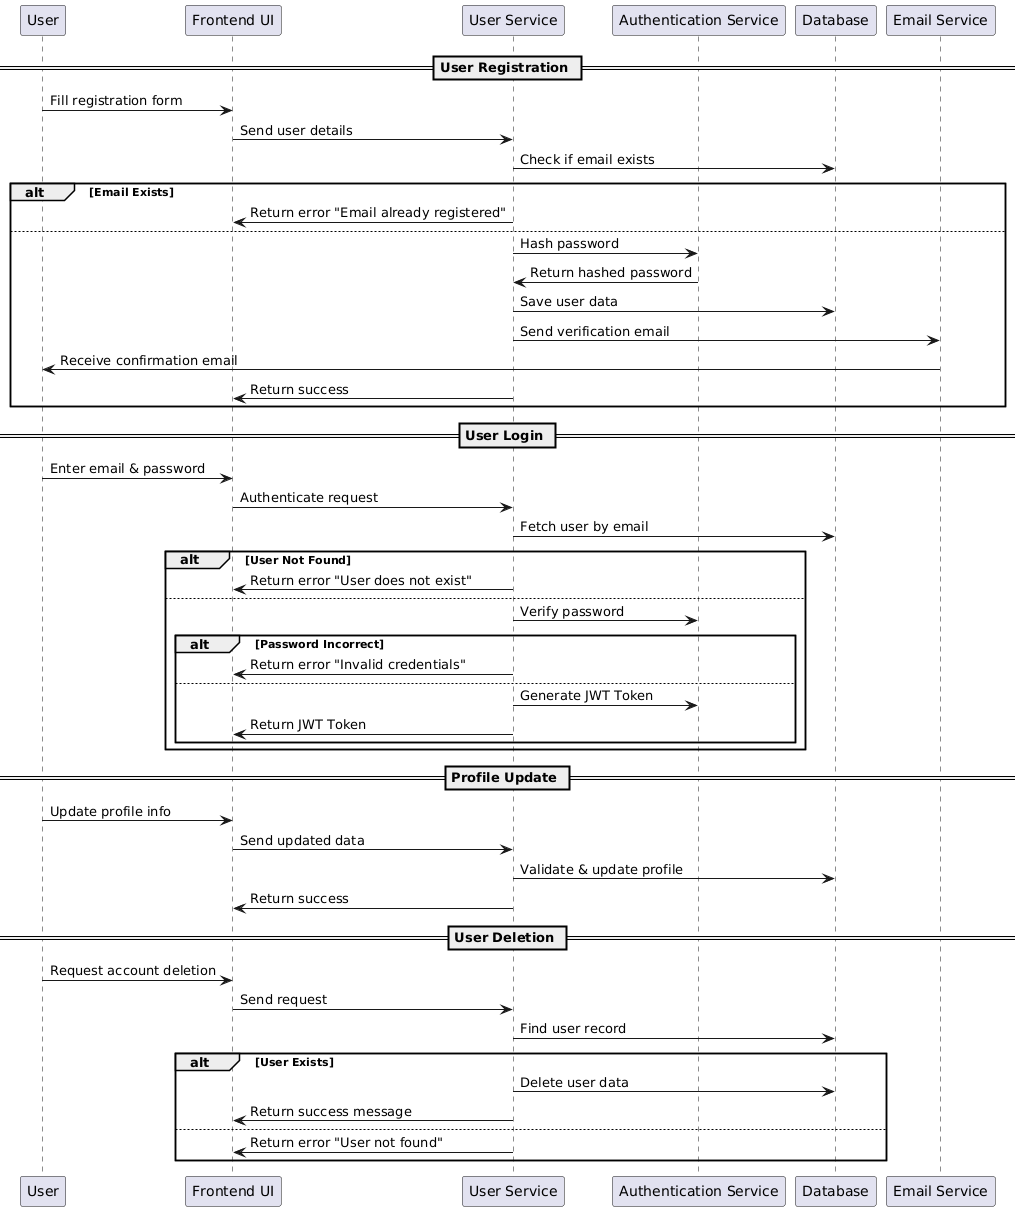 User Frontend UI User Service Authentication Service Database Email Service
User Registration
Fill registration form
Send user details
Check if email exists
alt [Email Exists]
Return error "Email already registered"
Hash password
Return hashed password
Save user data
Send verification email
Receive confirmation email
Return success
User Login
Enter email & password
Authenticate request
Fetch user by email
alt [User Not Found]
Return error "User does not exist"
Verify password
alt [Password Incorrect]
Return error "Invalid credentials"
Generate JWT Token
Return JWT Token
Profile Update
Update profile info
Send updated data
Validate & update profile
Return success
User Deletion
Request account deletion
Send request
Find user record
alt [User Exists]
Delete user data
Return success message
Return error "User not found"
User Frontend UI User Service Authentication Service Database Email Service